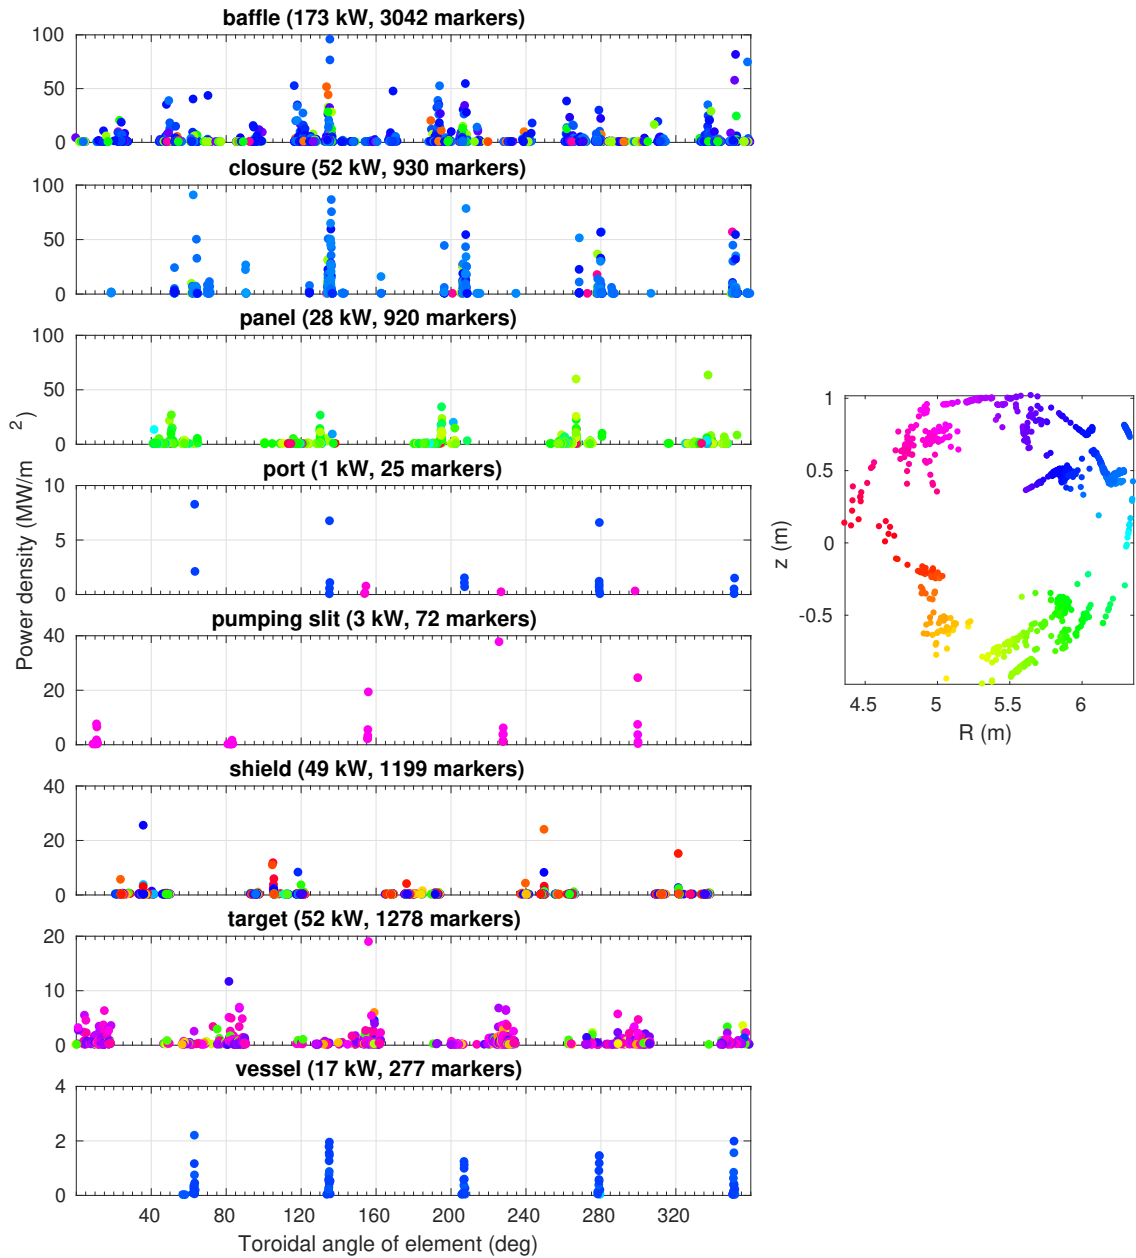 baffle (173 kW, 3042 markers)
100
50
0
closure (52 kW, 930 markers)
100
50
0
panel (28 kW, 920 markers)
100
50
0
port (1 kW, 25 markers)
10
5
0
pumping slit (3 kW, 72 markers)
40
20
0
shield (49 kW, 1199 markers)
40
20
0
target (52 kW, 1278 markers)
20
10
0
vessel (17 kW, 277 markers)
4
2
0
40 80 120 160 200 240 280 320
Toroidal angle of element (deg)
Power density (MW/m²)
1
0.5
0
-0.5
z (m)
4.5 5 5.5 6
R (m)